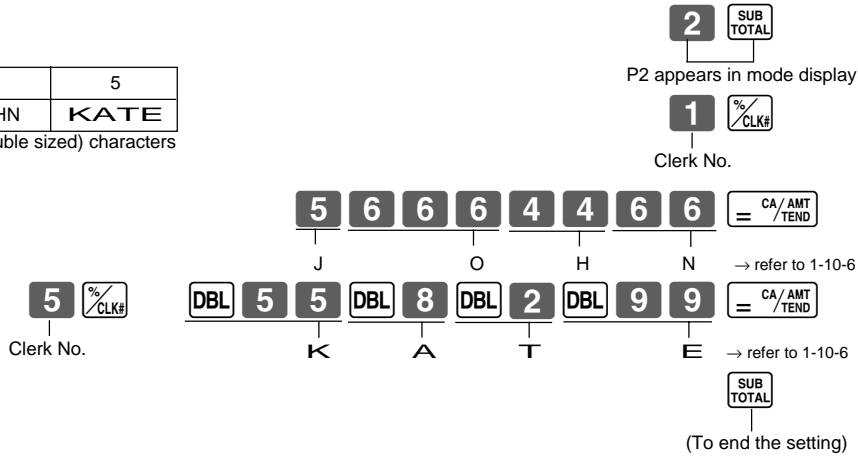 2 SUB TOTAL
P2 appears in mode display
5
HN KATE
uble sized) characters
1 %/CLK#
Clerk No.
5 6 6 6 4 4 6 6 = CA/AMT TEND
J O H N → refer to 1-10-6
5 %/CLK# DBL 5 5 DBL 8 DBL 2 DBL 9 9 = CA/AMT TEND
Clerk No. K A T E → refer to 1-10-6
SUB TOTAL
(To end the setting)